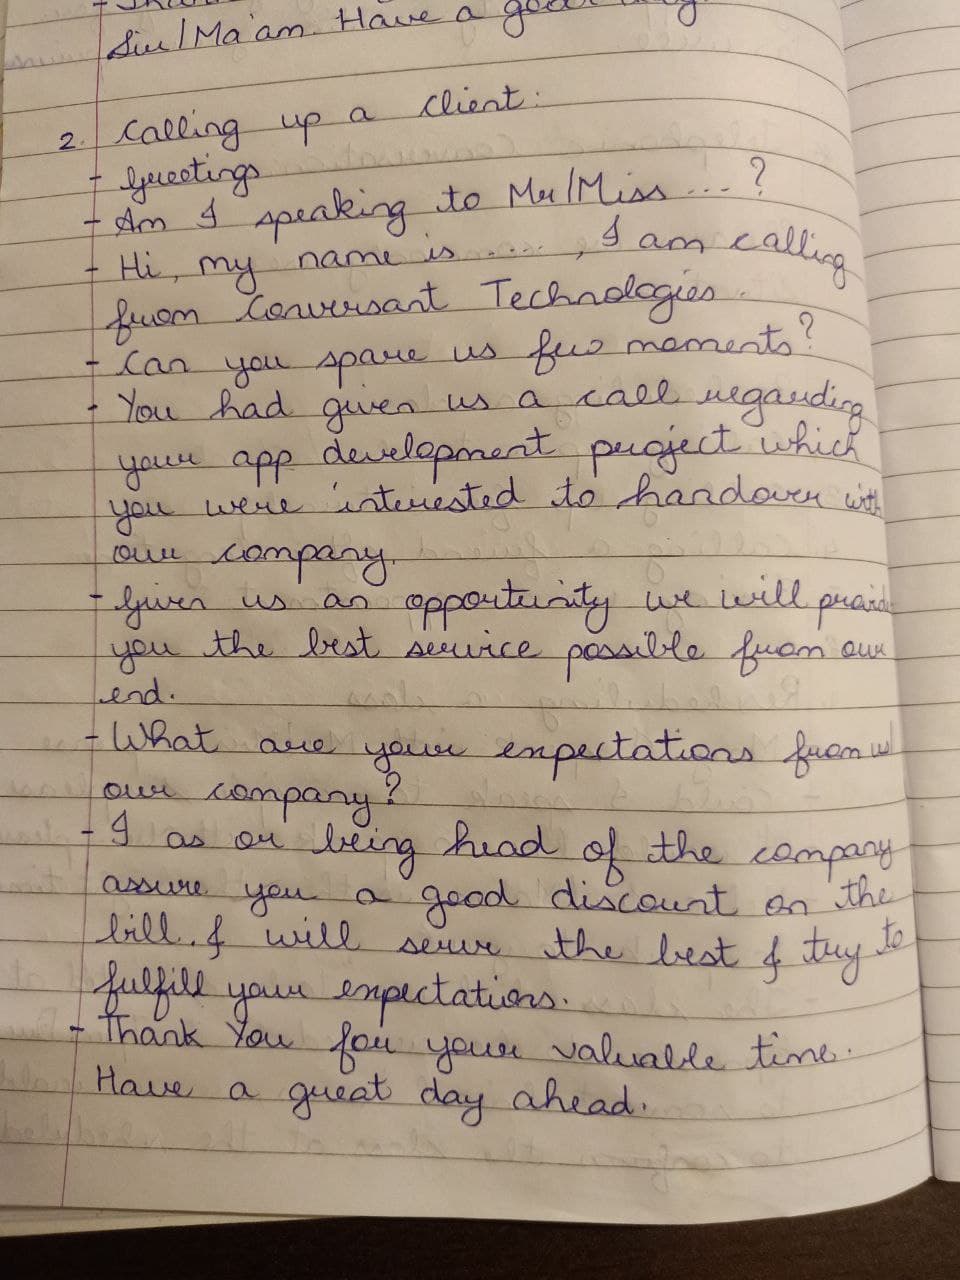 Sir/Ma'am. Have a good
2. Calling up a client:
- Greetings
- Am I speaking to Mr/Miss ...?
- Hi, my name is ...., I am calling
from Conversant Technologies.
- Can you spare us few moments?
- You had given us a call regarding
your app development project which
you were interested to handover with
our company.
- Given us an opportunity we will provide
you the best service possible from our
end.
- What are your expectations from us
our company?
- I as or being head of the company
assure you a good discount on the
bill. & will serve the best & try to
fulfill your expectations.
- Thank You for your valuable time.
Have a great day ahead.